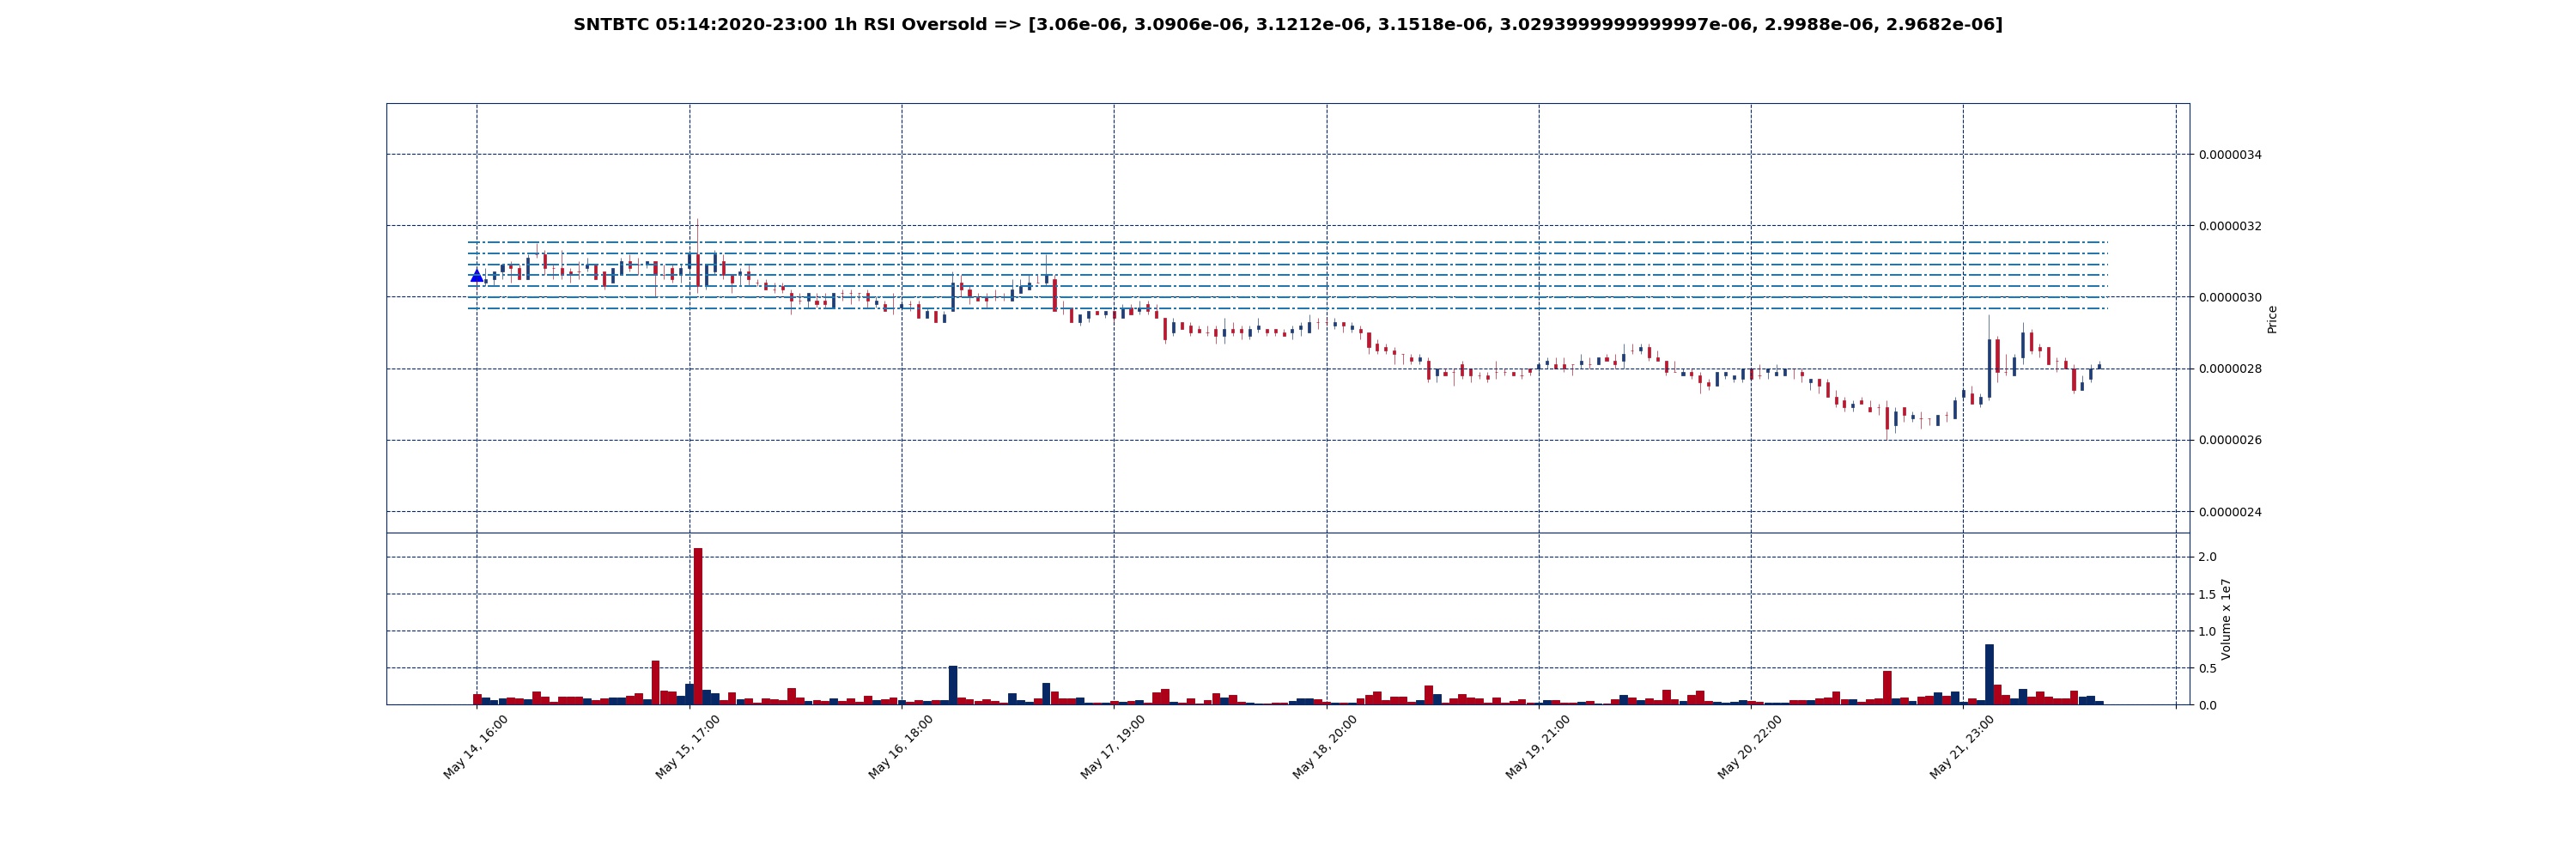 SNTBTC 05:14:2020-23:00 1h RSI Oversold => [3.06e-06, 3.0906e-06, 3.1212e-06, 3.1518e-06, 3.0293999999999997e-06, 2.9988e-06, 2.9682e-06]
0.0000034
0.0000032
0.0000030
0.0000028
0.0000026
0.0000024
Price
2.0
1.5
1.0
0.5
0.0
Volume x 1e7
May 14, 16:00
May 15, 17:00
May 16, 18:00
May 17, 19:00
May 18, 20:00
May 19, 21:00
May 20, 22:00
May 21, 23:00